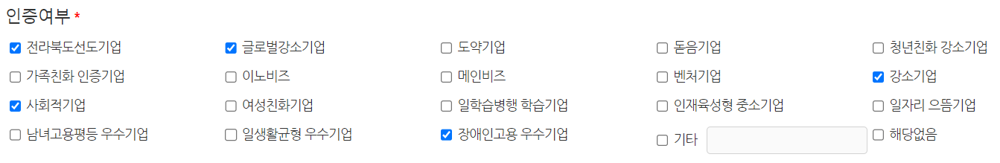 인증여부 *
전라북도선도기업 글로벌강소기업 도약기업 돋음기업 청년친화 강소기업
가족친화 인증기업 이노비즈 메인비즈 벤처기업 강소기업
사회적기업 여성친화기업 일학습병행 학습기업 인재육성형 중소기업 일자리 으뜸기업
남녀고용평등 우수기업 일생활균형 우수기업 장애인고용 우수기업 기타 해당없음